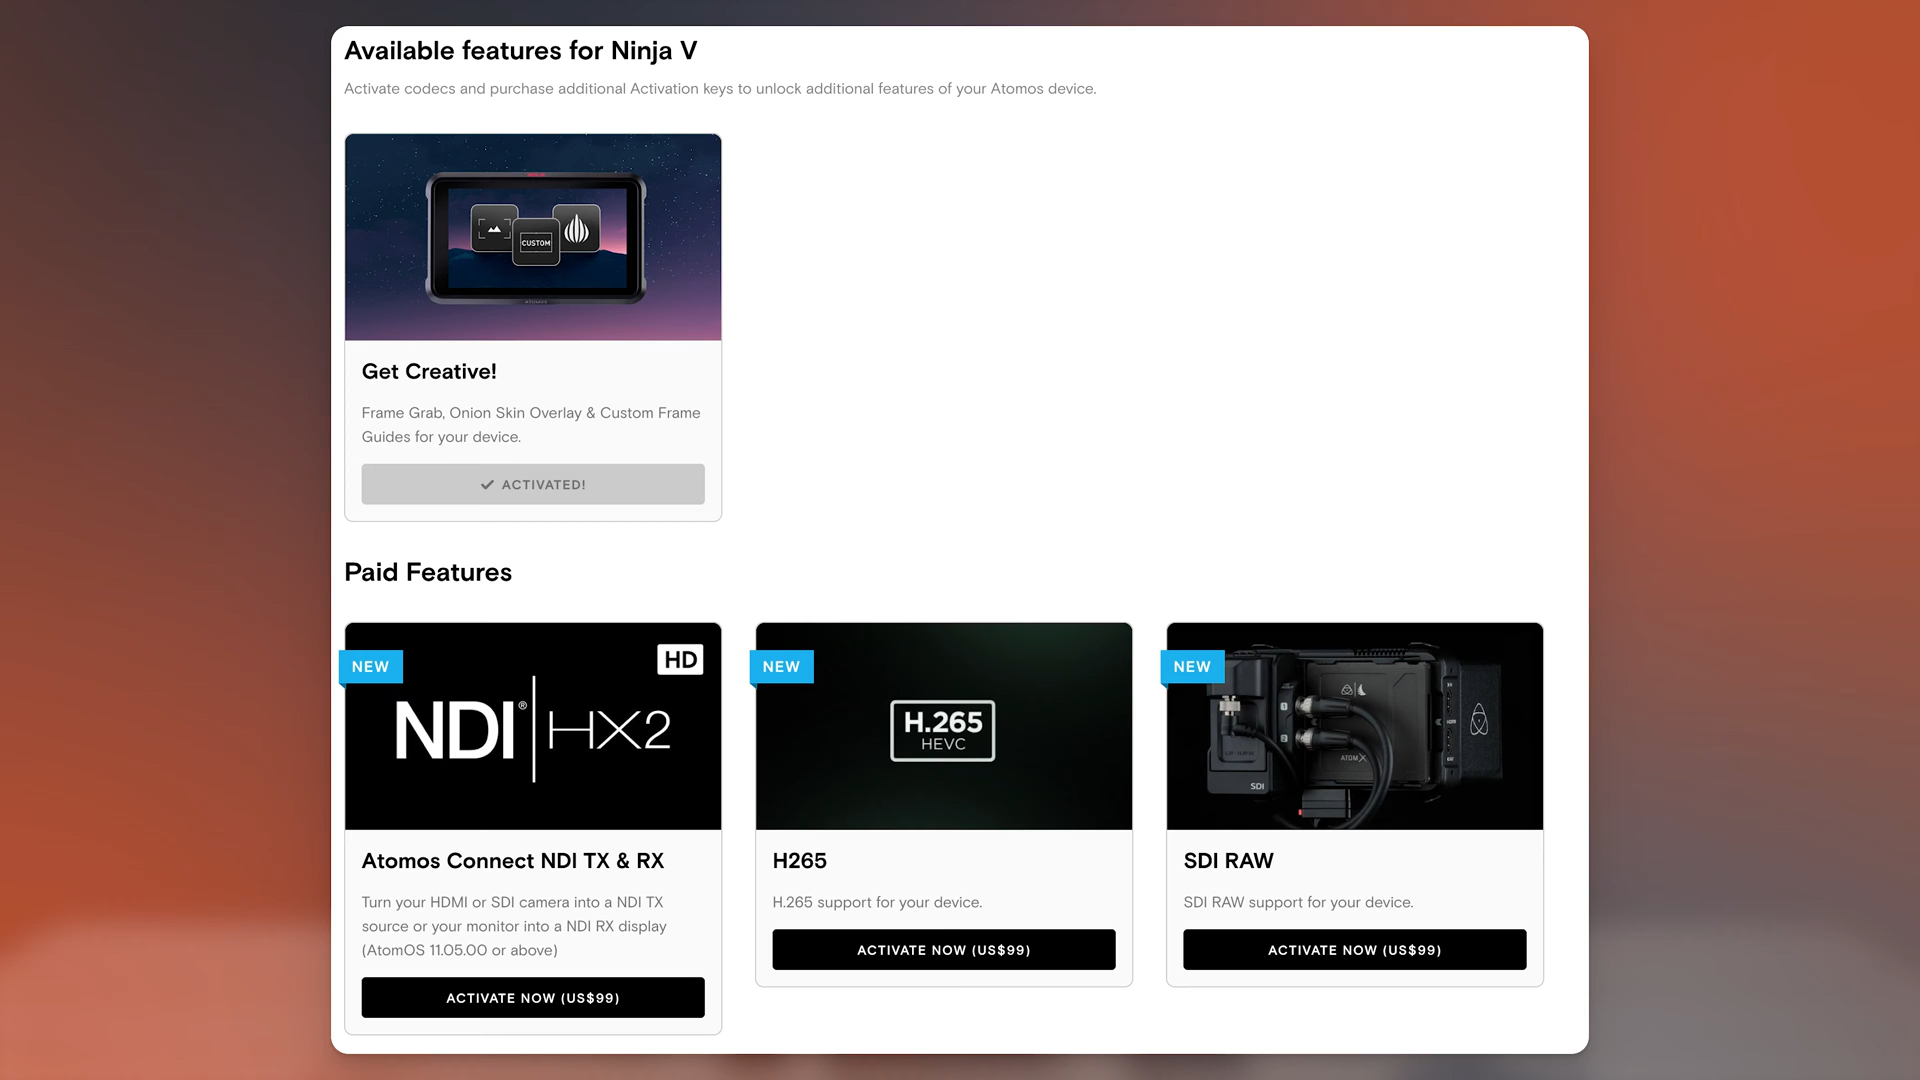 Available features for Ninja V
Activate codecs and purchase additional Activation keys to unlock additional features of your Atomos device.
CUSTOM
ATOMOS
Get Creative!
Frame Grab, Onion Skin Overlay & Custom Frame
Guides for your device.
ACTIVATED!
Paid Features
NEW
HD
NDI® HX2
Atomos Connect NDI TX & RX
Turn your HDMI or SDI camera into a NDI TX
source or your monitor into a NDI RX display
(AtomOS 11.05.00 or above)
ACTIVATE NOW (US$99)
NEW
H.265
HEVC
H265
H.265 support for your device.
ACTIVATE NOW (US$99)
NEW
1
2
ATOMX
SDI
SDI RAW
SDI RAW support for your device.
ACTIVATE NOW (US$99)